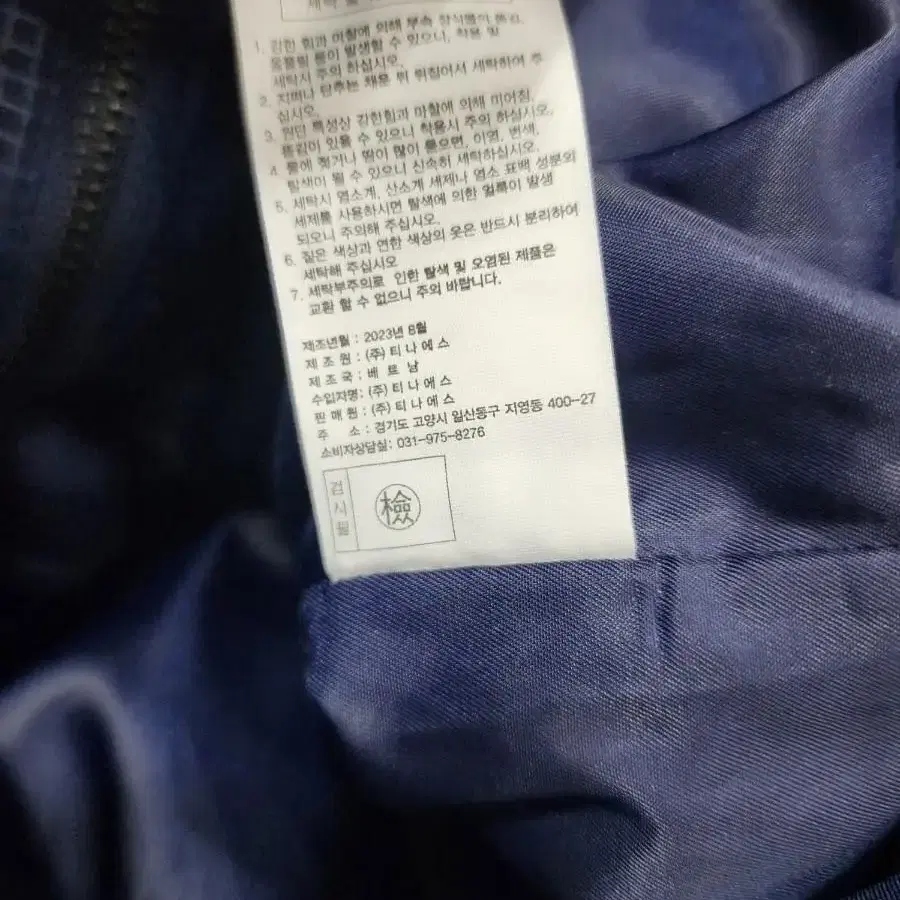 1. 강한 힘과 마찰에 의해 부속 장식물의 뜯김,
움풀림 등이 발생할 수 있으니, 착용 및
세탁시 주의 하십시오.
2. 지퍼나 단추는 채운 뒤 뒤집어서 세탁하여 주
십시오.
3. 원단 특성상 강한힘과 마찰에 의해 미어짐,
뜯김이 있을 수 있으니 착용시 주의 하십시오.
4. 물에 젖거나 땀이 많이 묻으면, 이염, 변색,
탈색이 될 수 있으니 신속히 세탁하십시오.
5. 세탁시 염소계, 산소계 세제나 염소 표백 성분의
세제를 사용하시면 탈색에 의한 얼룩이 발생
되오니 주의해 주십시오.
6. 짙은 색상과 연한 색상의 옷은 반드시 분리하여
세탁해 주십시오
7. 세탁부주의로 인한 탈색 및 오염된 제품은
교환 할 수 없으니 주의 바랍니다.
제조년월 : 2023년 8월
제 조 원 : (주) 티 나 에 스
제 조 국 : 베 트 남
수입자명: (주) 티 나 에 스
판 매 원 : (주) 티 나 에 스
주 소 : 경기도 고양시 일산동구 지영동 400-27
소비자상담실: 031-975-8276
검사필
檢